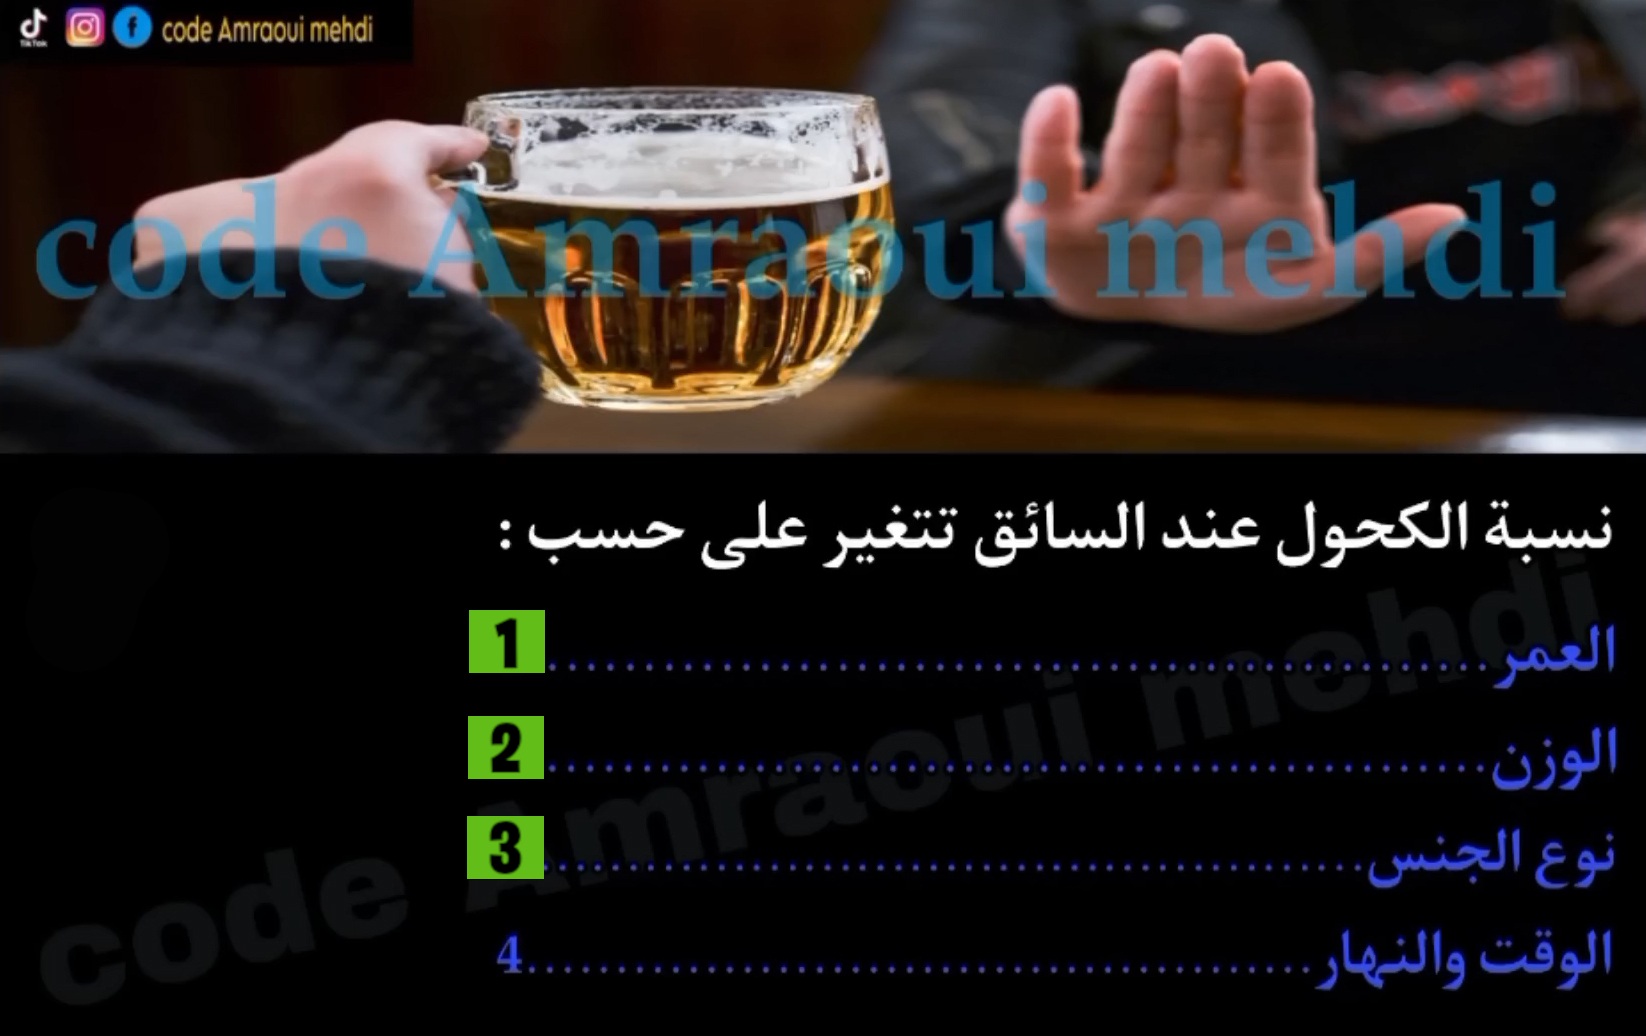 TikTok
code Amraoui mehdi
code Amraoui mehdi
نسبة الكحول عند السائق تتغير على حسب :
العمر................................................1
الوزن................................................2
نوع الجنس..........................................3
الوقت والنهار........................................4
code Amraoui mehdi